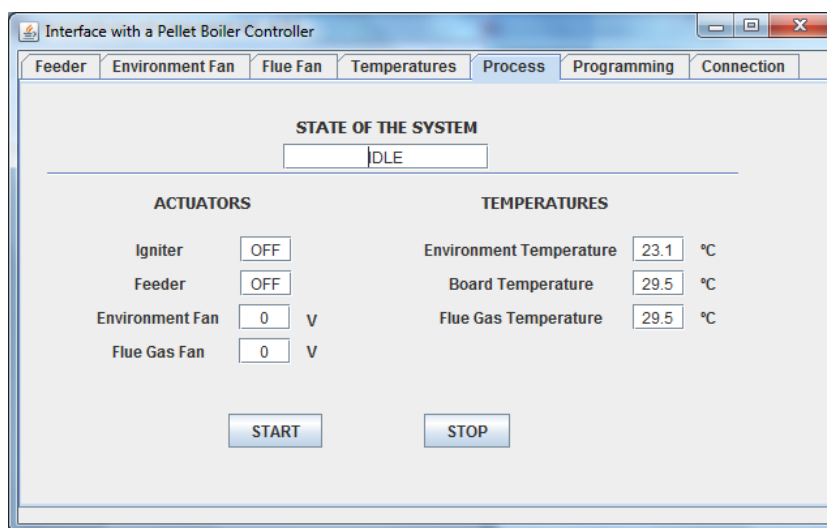 Interface with a Pellet Boiler Controller
Feeder Environment Fan Flue Fan Temperatures Process Programming Connection
STATE OF THE SYSTEM
IDLE
ACTUATORS TEMPERATURES
Igniter OFF Environment Temperature 23.1 ºC
Feeder OFF Board Temperature 29.5 ºC
Environment Fan 0 V Flue Gas Temperature 29.5 ºC
Flue Gas Fan 0 V
START STOP